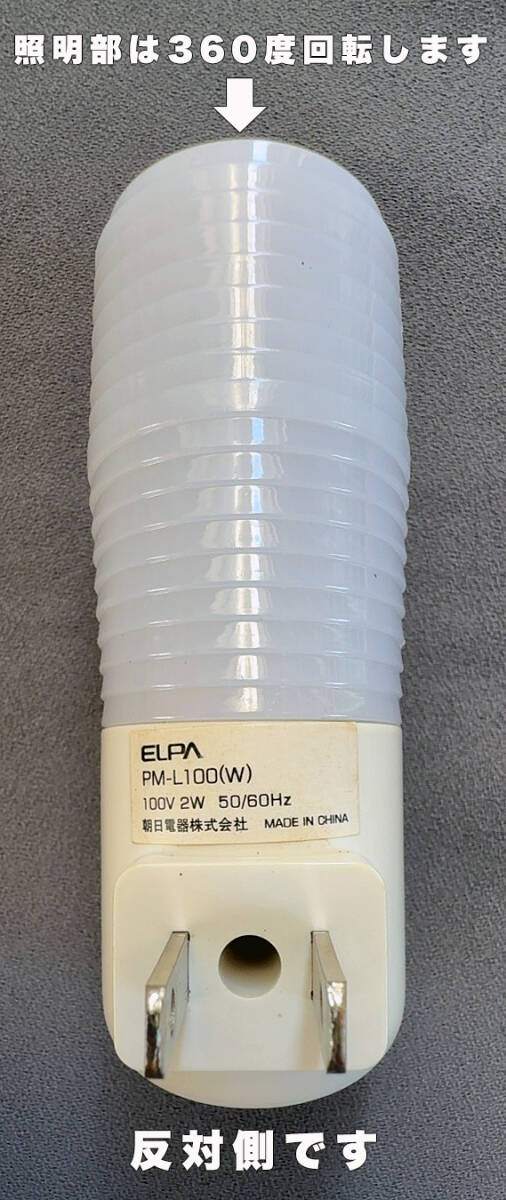 照明部は360度回転します
ELPA
PM-L100(W)
100V 2W 50/60Hz
朝日電器株式会社 MADE IN CHINA
反対側です